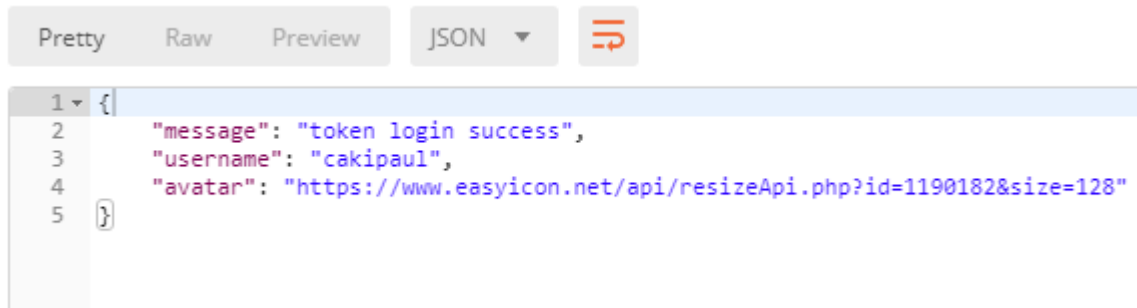 Pretty Raw Preview JSON
1 {
2 "message": "token login success",
3 "username": "cakipaul",
4 "avatar": "https://www.easyicon.net/api/resizeApi.php?id=1190182&size=128"
5 }